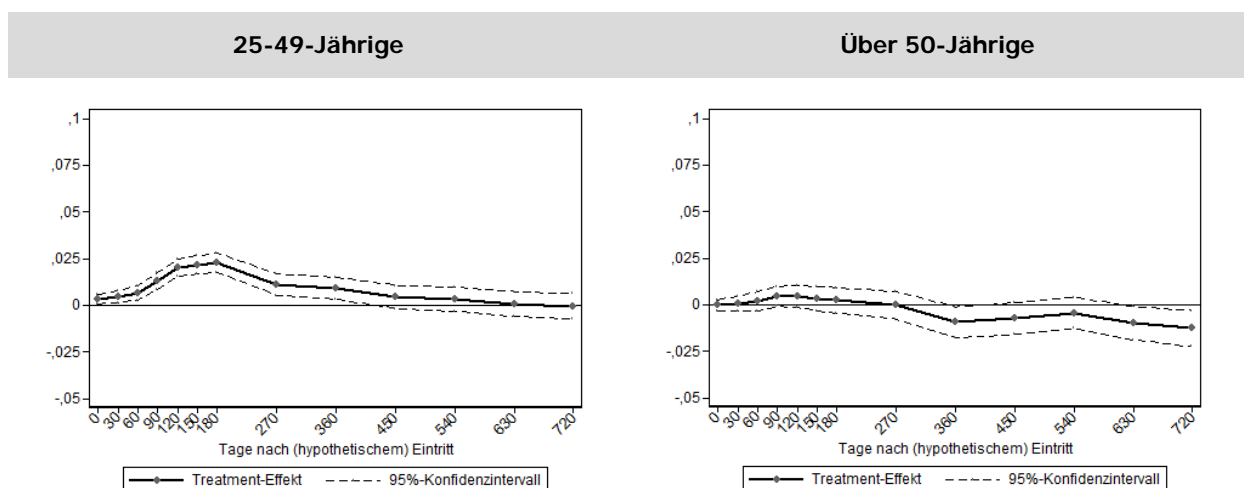 25-49-Jährige
Über 50-Jährige
,1
,075
,05
,025
0
-,025
-,05
0 30 60 90 120 150 180 270 360 450 540 630 720
Tage nach (hypothetischem) Eintritt
Treatment-Effekt 95%-Konfidenzintervall
,1
,075
,05
,025
0
-,025
-,05
0 30 60 90 120 150 180 270 360 450 540 630 720
Tage nach (hypothetischem) Eintritt
Treatment-Effekt 95%-Konfidenzintervall